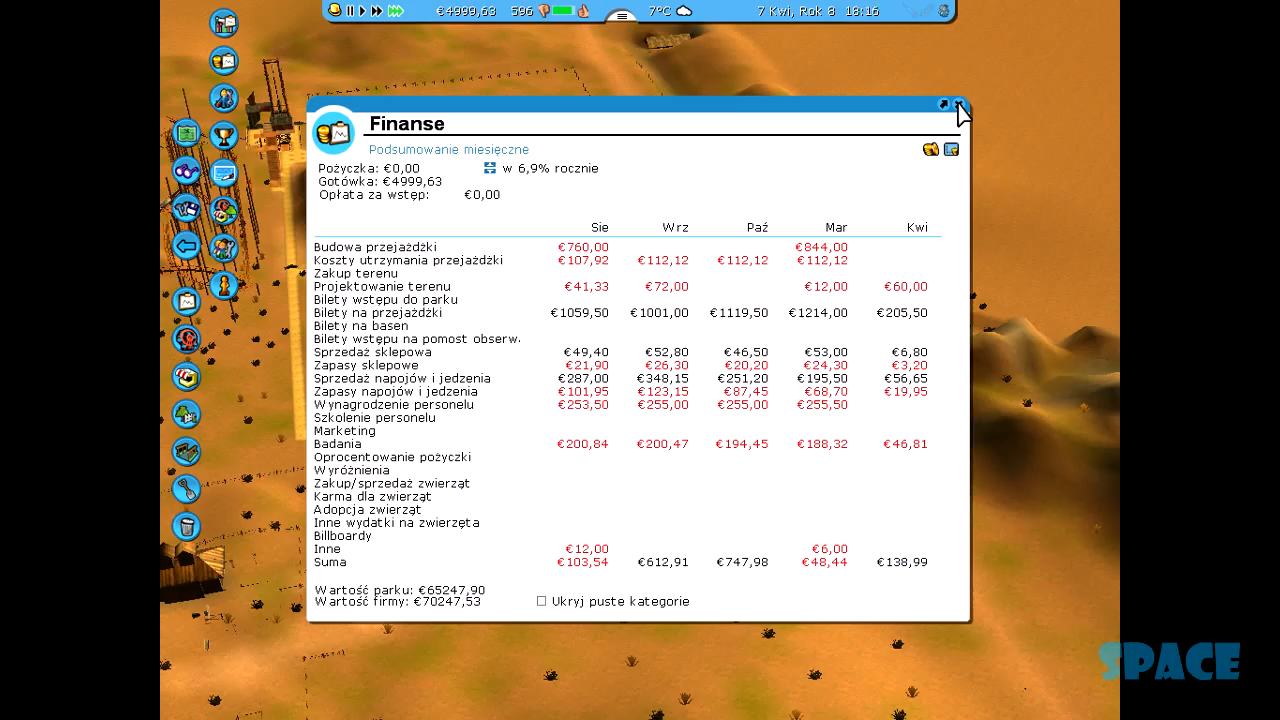 €4999,63 596 7°C 7 Kwi, Rok 8 18:16
Finanse
Podsumowanie miesięczne
Pożyczka: €0,00 w 6,9% rocznie
Gotówka: €4999,63
Opłata za wstęp: €0,00
Sie Wrz Paź Mar Kwi
Budowa przejażdżki €760,00 €844,00
Koszty utrzymania przejażdżki €107,92 €112,12 €112,12 €112,12
Zakup terenu
Projektowanie terenu €41,33 €72,00 €12,00 €60,00
Bilety wstępu do parku
Bilety na przejażdżki €1059,50 €1001,00 €1119,50 €1214,00 €205,50
Bilety na basen
Bilety wstępu na pomost obserw.
Sprzedaż sklepowa €49,40 €52,80 €46,50 €53,00 €6,80
Zapasy sklepowe €21,90 €26,30 €20,20 €24,30 €3,20
Sprzedaż napojów i jedzenia €287,00 €348,15 €251,20 €195,50 €56,65
Zapasy napojów i jedzenia €101,95 €123,15 €87,45 €68,70 €19,95
Wynagrodzenie personelu €253,50 €255,00 €255,00 €255,50
Szkolenie personelu
Marketing
Badania €200,84 €200,47 €194,45 €188,32 €46,81
Oprocentowanie pożyczki
Wyróżnienia
Zakup/sprzedaż zwierząt
Karma dla zwierząt
Adopcja zwierząt
Inne wydatki na zwierzęta
Billboardy
Inne €12,00 €6,00
Suma €103,54 €612,91 €747,98 €48,44 €138,99
Wartość parku: €65247,90
Wartość firmy: €70247,53
Ukryj puste kategorie
SPACE